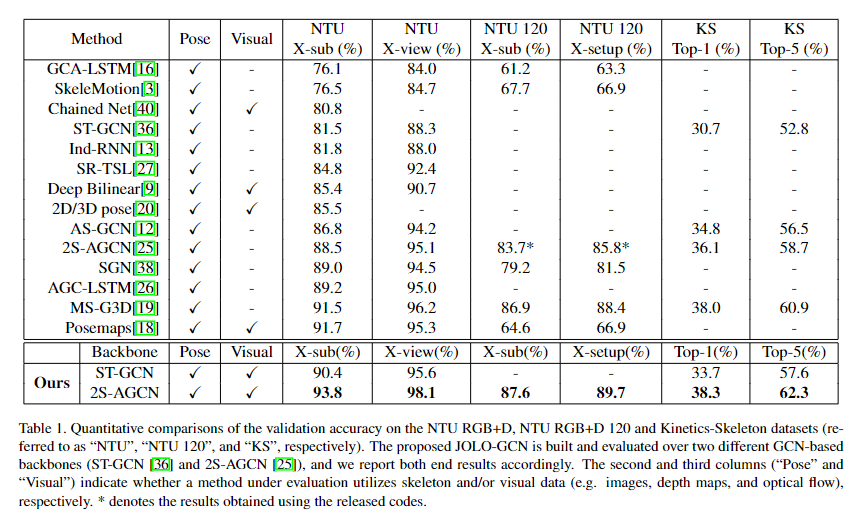 Method Pose Visual NTU X-sub (%) NTU X-view (%) NTU 120 X-sub (%) NTU 120 X-setup (%) KS Top-1 (%) KS Top-5 (%)
GCA-LSTM[16] ✓ - 76.1 84.0 61.2 63.3 - -
SkeleMotion[3] ✓ - 76.5 84.7 67.7 66.9 - -
Chained Net[40] ✓ ✓ 80.8 - - - - -
ST-GCN[36] ✓ - 81.5 88.3 - - 30.7 52.8
Ind-RNN[13] ✓ - 81.8 88.0 - - - -
SR-TSL[27] ✓ - 84.8 92.4 - - - -
Deep Bilinear[9] ✓ ✓ 85.4 90.7 - - - -
2D/3D pose[20] ✓ ✓ 85.5 - - - - -
AS-GCN[12] ✓ - 86.8 94.2 - - 34.8 56.5
2S-AGCN[25] ✓ - 88.5 95.1 83.7* 85.8* 36.1 58.7
SGN[38] ✓ - 89.0 94.5 79.2 81.5 - -
AGC-LSTM[26] ✓ - 89.2 95.0 - - - -
MS-G3D[19] ✓ - 91.5 96.2 86.9 88.4 38.0 60.9
Posemaps[18] ✓ ✓ 91.7 95.3 64.6 66.9 - -
Backbone Pose Visual X-sub(%) X-view(%) X-sub(%) X-setup(%) Top-1(%) Top-5(%)
Ours ST-GCN ✓ ✓ 90.4 95.6 - - 33.7 57.6
2S-AGCN ✓ ✓ 93.8 98.1 87.6 89.7 38.3 62.3
Table 1. Quantitative comparisons of the validation accuracy on the NTU RGB+D, NTU RGB+D 120 and Kinetics-Skeleton datasets (re-
ferred to as “NTU”, “NTU 120”, and “KS”, respectively). The proposed JOLO-GCN is built and evaluated over two different GCN-based
backbones (ST-GCN [36] and 2S-AGCN [25]), and we report both end results accordingly. The second and third columns (“Pose” and
“Visual”) indicate whether a method under evaluation utilizes skeleton and/or visual data (e.g. images, depth maps, and optical flow),
respectively. * denotes the results obtained using the released codes.